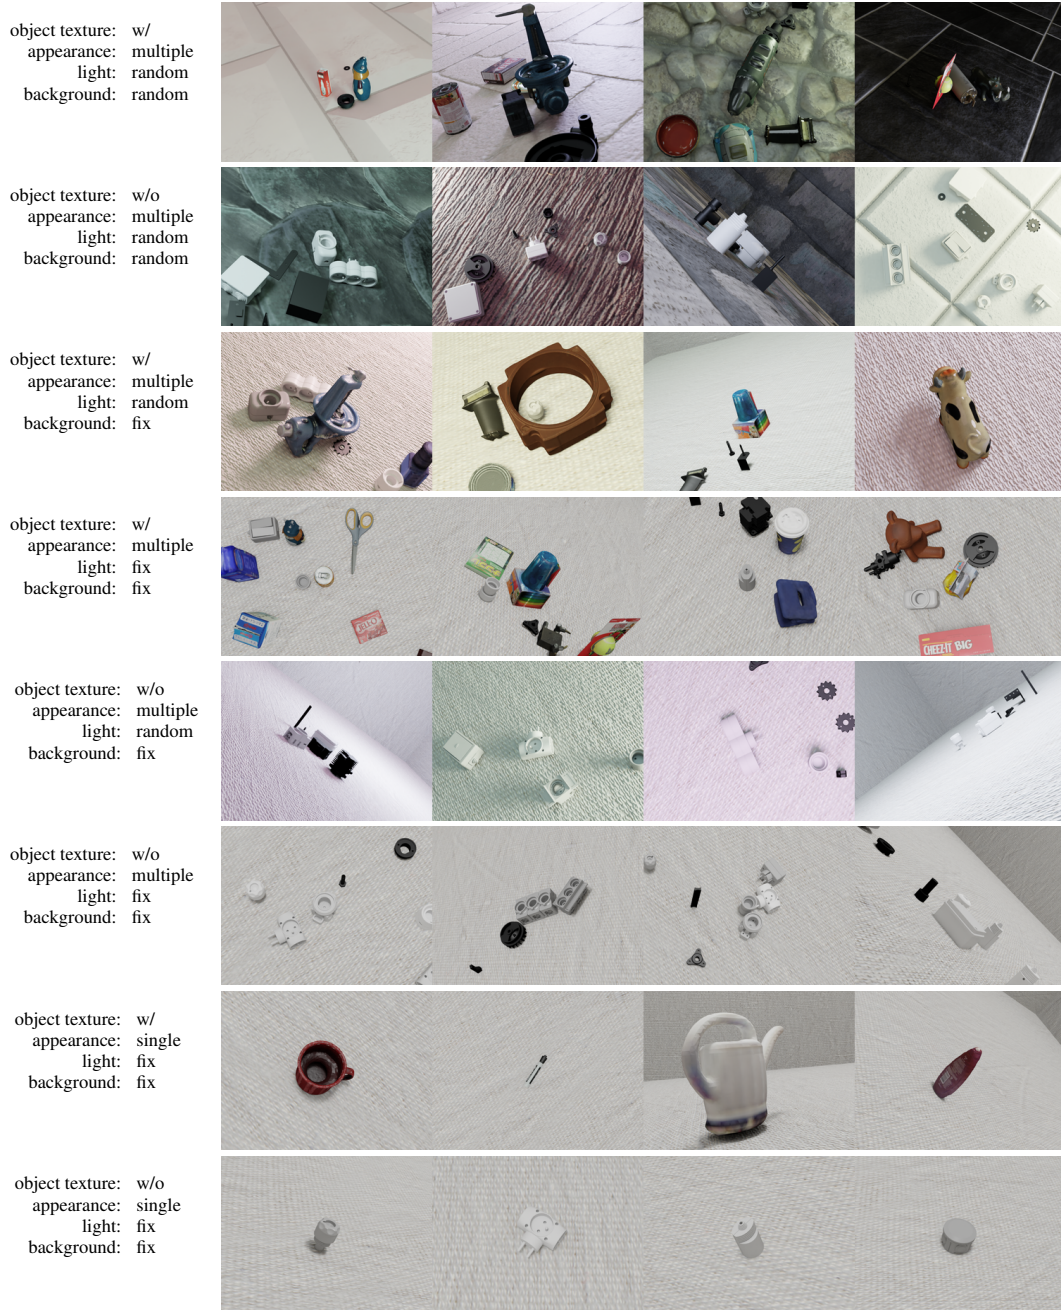 object texture: w/
appearance: multiple
light: random
background: random
object texture: w/o
appearance: multiple
light: random
background: random
object texture: w/
appearance: multiple
light: random
background: fix
object texture: w/
appearance: multiple
light: fix
background: fix
JELLO
CHEEZ-IT BIG
object texture: w/o
appearance: multiple
light: random
background: fix
object texture: w/o
appearance: multiple
light: fix
background: fix
object texture: w/
appearance: single
light: fix
background: fix
object texture: w/o
appearance: single
light: fix
background: fix